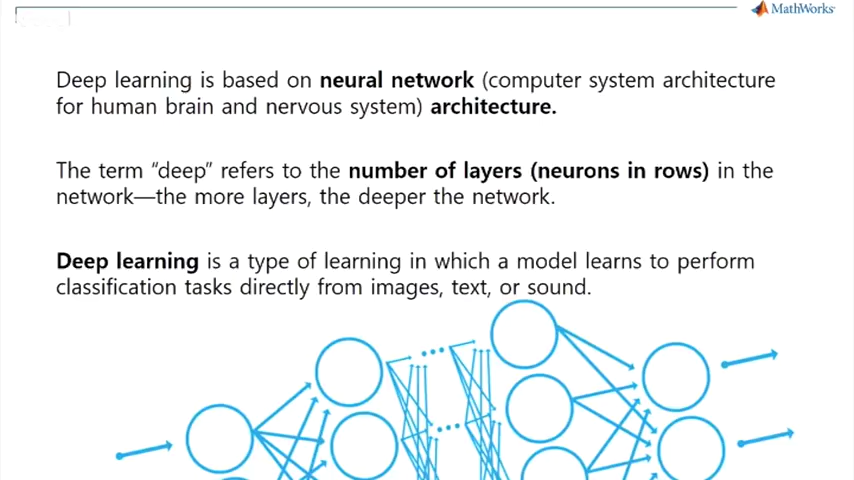 MathWorks
Deep learning is based on neural network (computer system architecture
for human brain and nervous system) architecture.
The term “deep” refers to the number of layers (neurons in rows) in the
network—the more layers, the deeper the network.
Deep learning is a type of learning in which a model learns to perform
classification tasks directly from images, text, or sound.